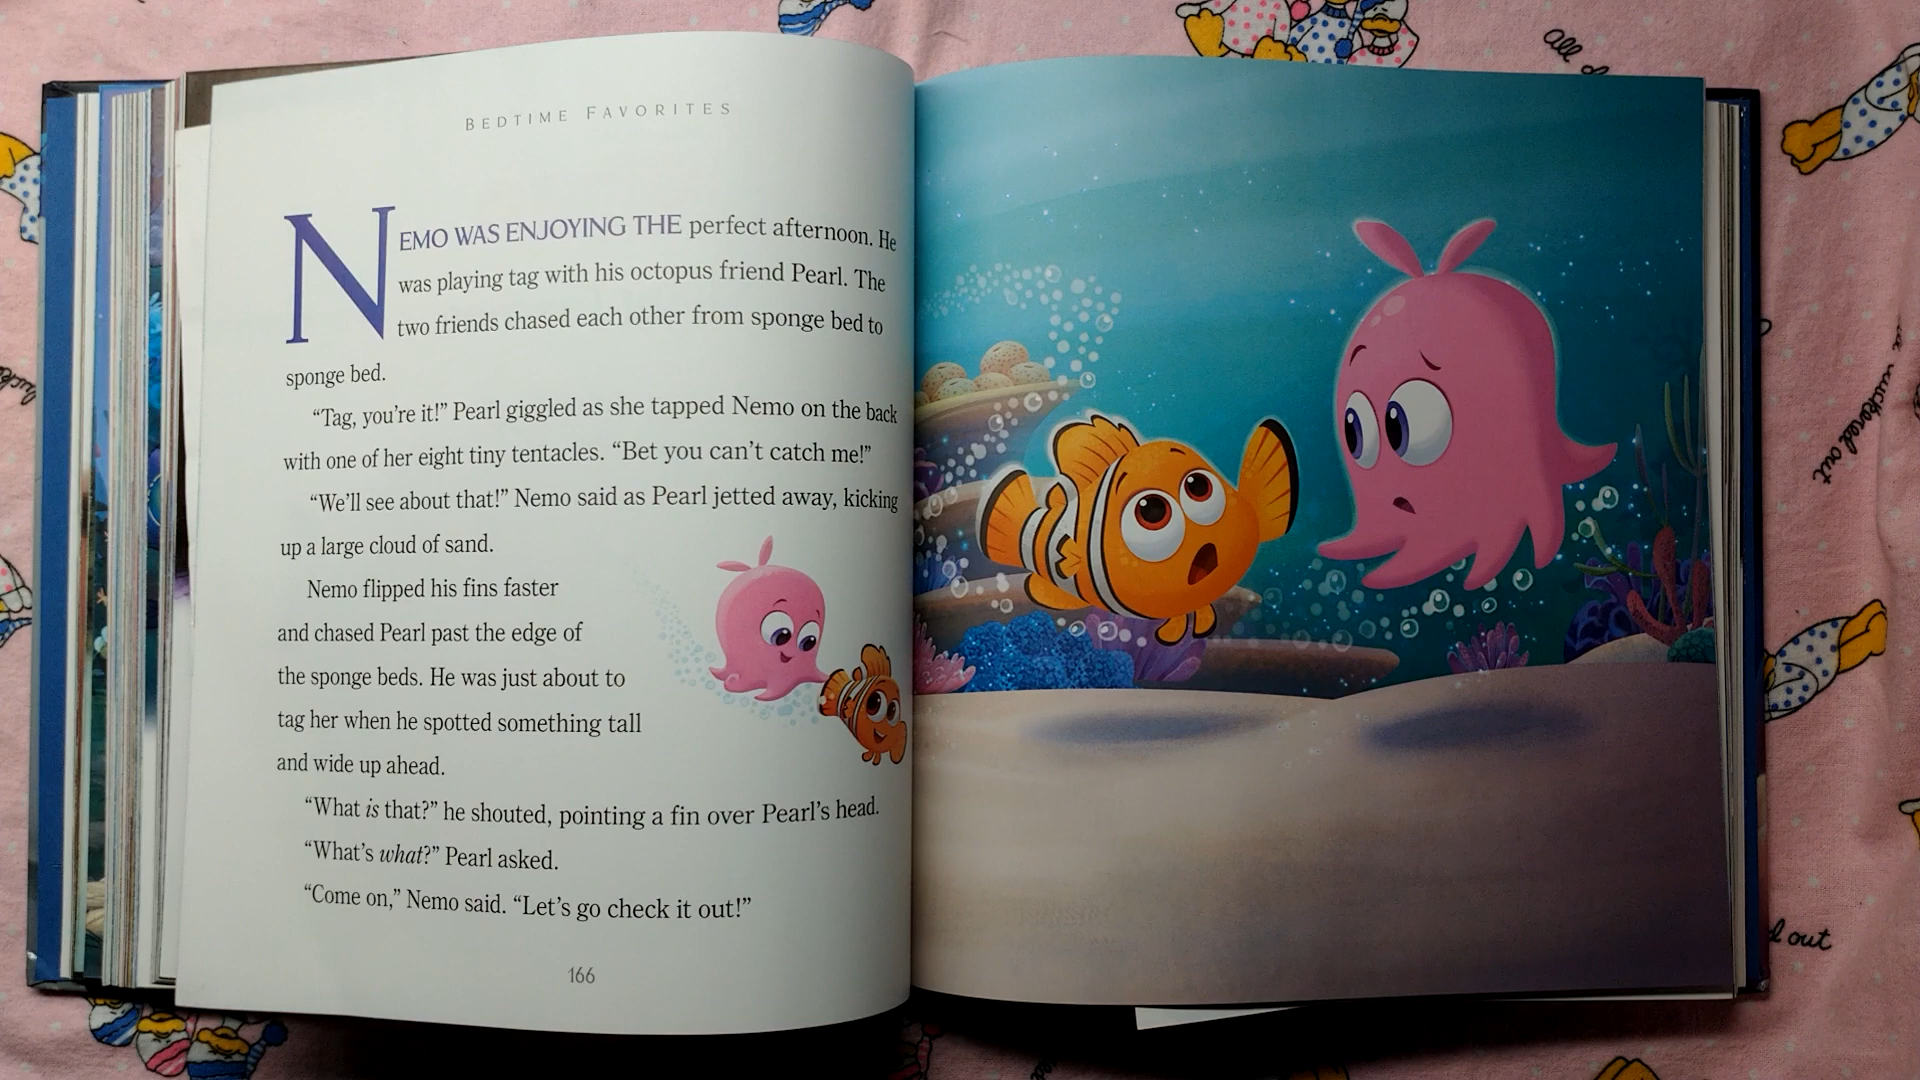 BEDTIME FAVORITES
NEMO WAS ENJOYING THE perfect afternoon. He
was playing tag with his octopus friend Pearl. The
two friends chased each other from sponge bed to
sponge bed.
“Tag, you’re it!” Pearl giggled as she tapped Nemo on the back
with one of her eight tiny tentacles. “Bet you can’t catch me!”
“We’ll see about that!” Nemo said as Pearl jetted away, kicking
up a large cloud of sand.
Nemo flipped his fins faster
and chased Pearl past the edge of
the sponge beds. He was just about to
tag her when he spotted something tall
and wide up ahead.
“What is that?” he shouted, pointing a fin over Pearl’s head.
“What’s what?” Pearl asked.
“Come on,” Nemo said. “Let’s go check it out!”
166
All
tuckered out
out